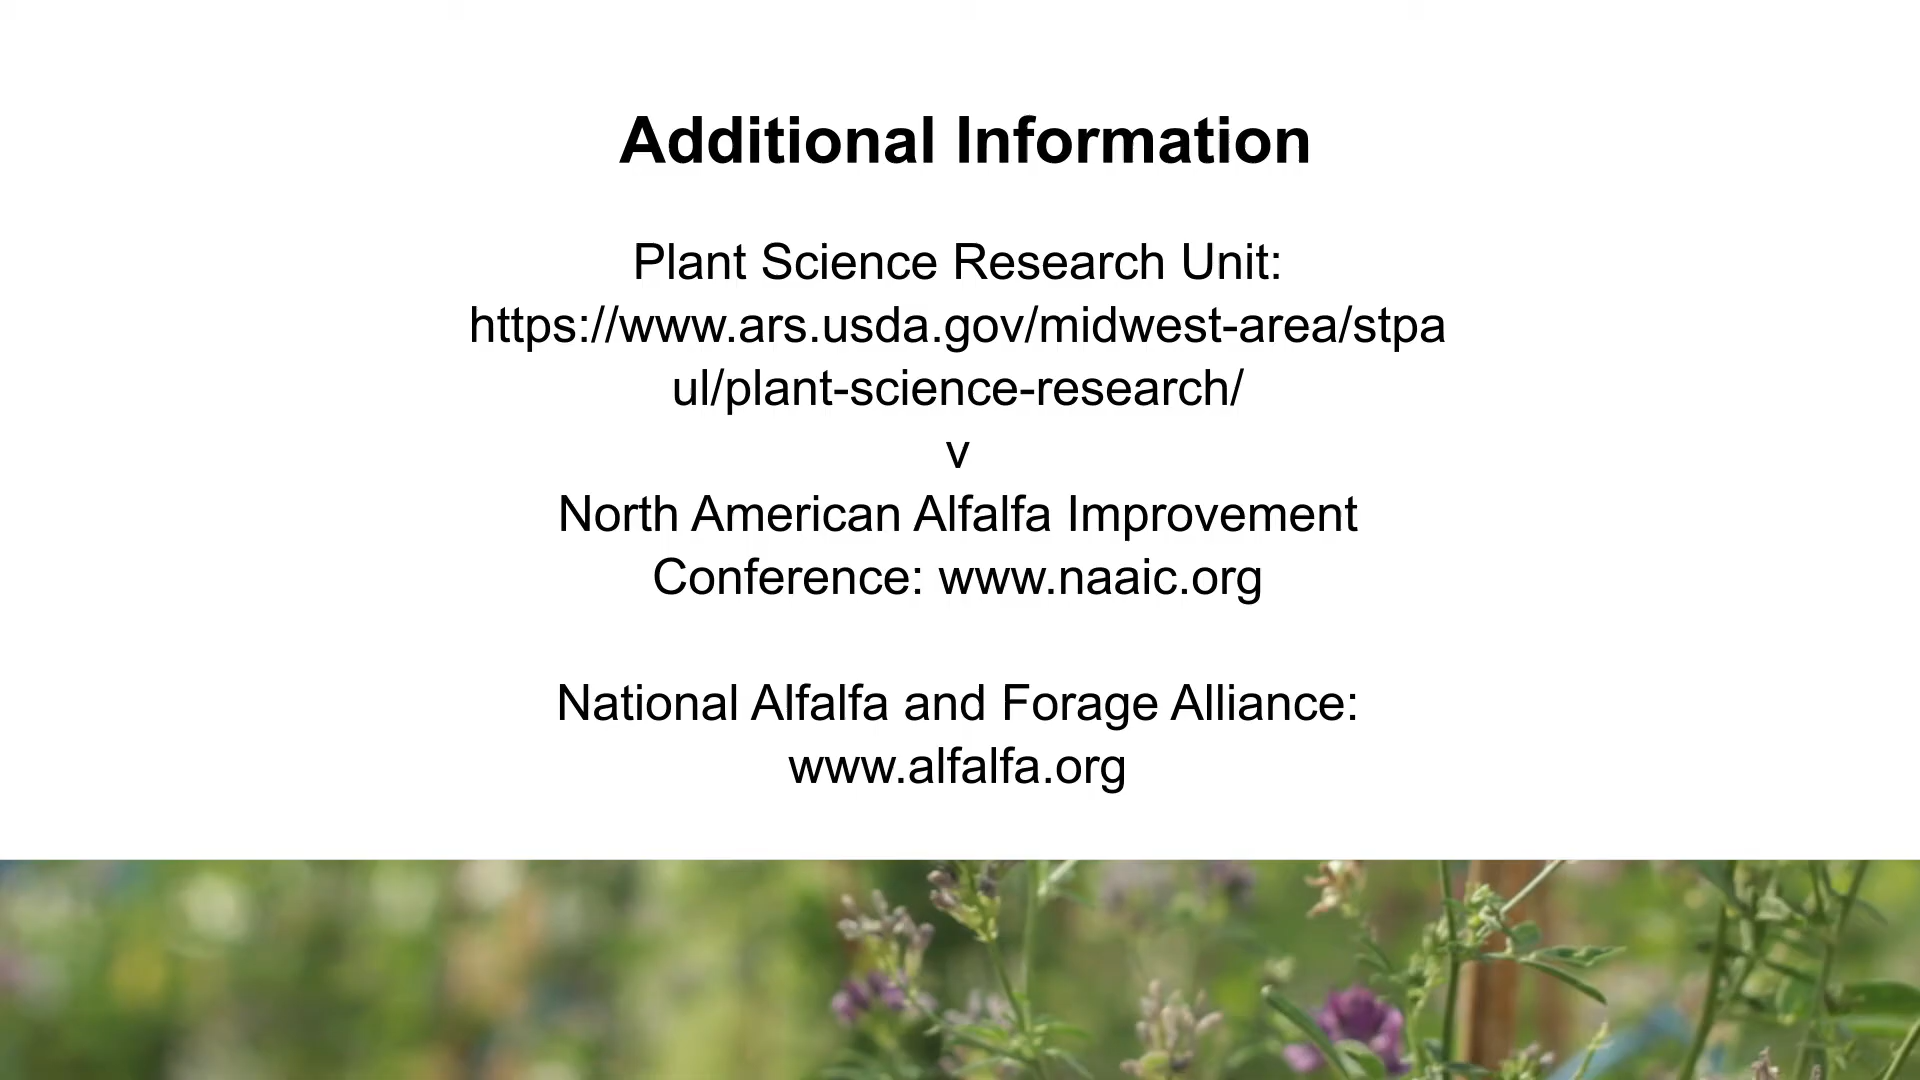 Additional Information
Plant Science Research Unit:
https://www.ars.usda.gov/midwest-area/stpa
ul/plant-science-research/
v
North American Alfalfa Improvement
Conference: www.naaic.org
National Alfalfa and Forage Alliance:
www.alfalfa.org